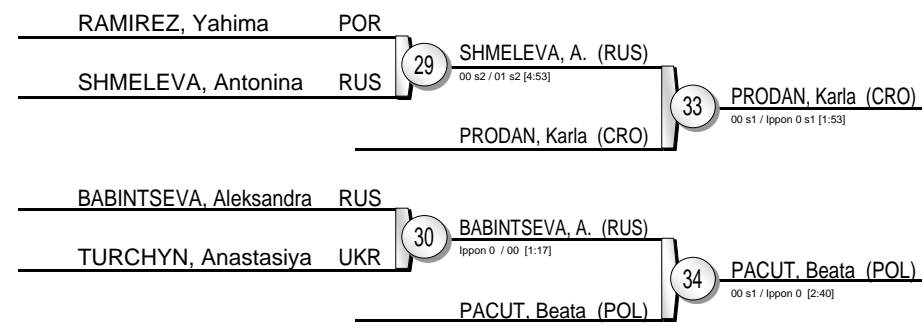 RAMIREZ, Yahima POR
SHMELEVA, Antonina RUS
29
SHMELEVA, A. (RUS)
00 s2 / 01 s2 [4:53]
PRODAN, Karla (CRO)
33
PRODAN, Karla (CRO)
00 s1 / Ippon 0 s1 [1:53]
BABINTSEVA, Aleksandra RUS
TURCHYN, Anastasiya UKR
30
BABINTSEVA, A. (RUS)
Ippon 0 / 00 [1:17]
PACUT, Beata (POL)
34
PACUT, Beata (POL)
00 s1 / Ippon 0 [2:40]